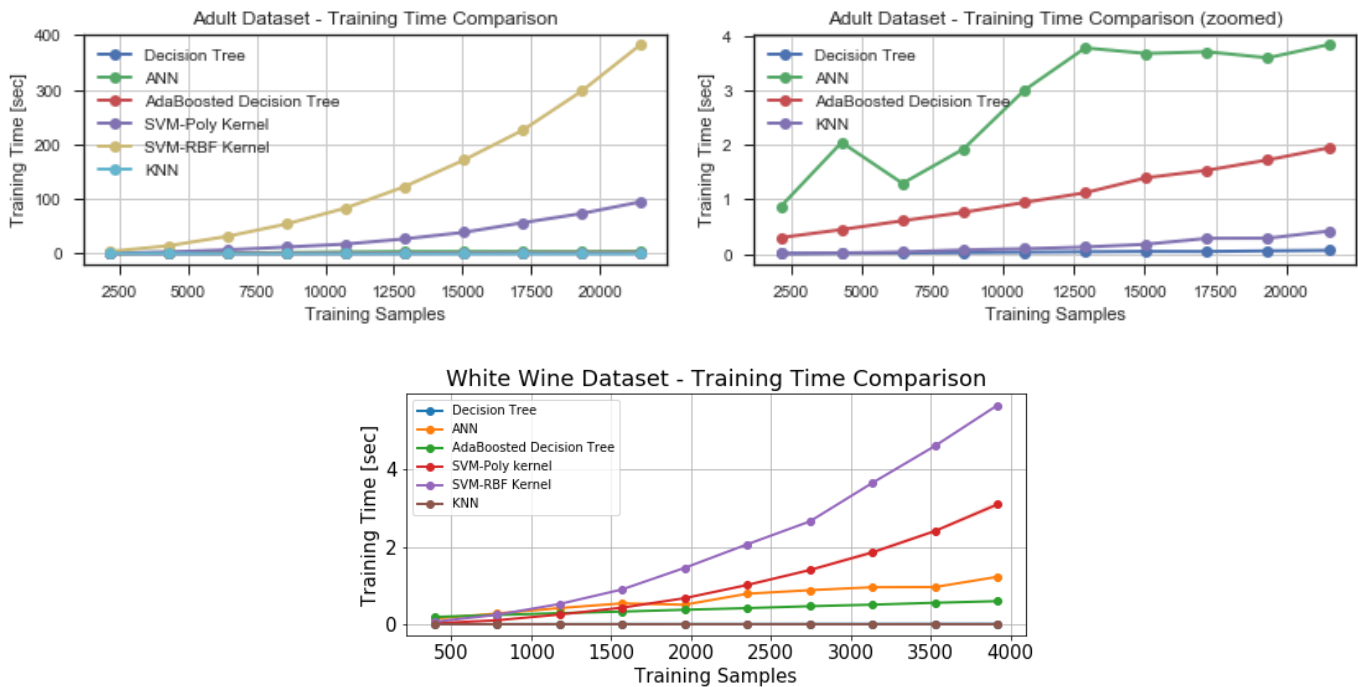 Adult Dataset - Training Time Comparison
400
300
200
100
0
Training Time [sec]
Decision Tree
ANN
AdaBoosted Decision Tree
SVM-Poly Kernel
SVM-RBF Kernel
KNN
2500 5000 7500 10000 12500 15000 17500 20000
Training Samples
Adult Dataset - Training Time Comparison (zoomed)
4
3
2
1
0
Training Time [sec]
Decision Tree
ANN
AdaBoosted Decision Tree
KNN
2500 5000 7500 10000 12500 15000 17500 20000
Training Samples
White Wine Dataset - Training Time Comparison
4
2
0
Training Time [sec]
Decision Tree
ANN
AdaBoosted Decision Tree
SVM-Poly kernel
SVM-RBF Kernel
KNN
500 1000 1500 2000 2500 3000 3500 4000
Training Samples